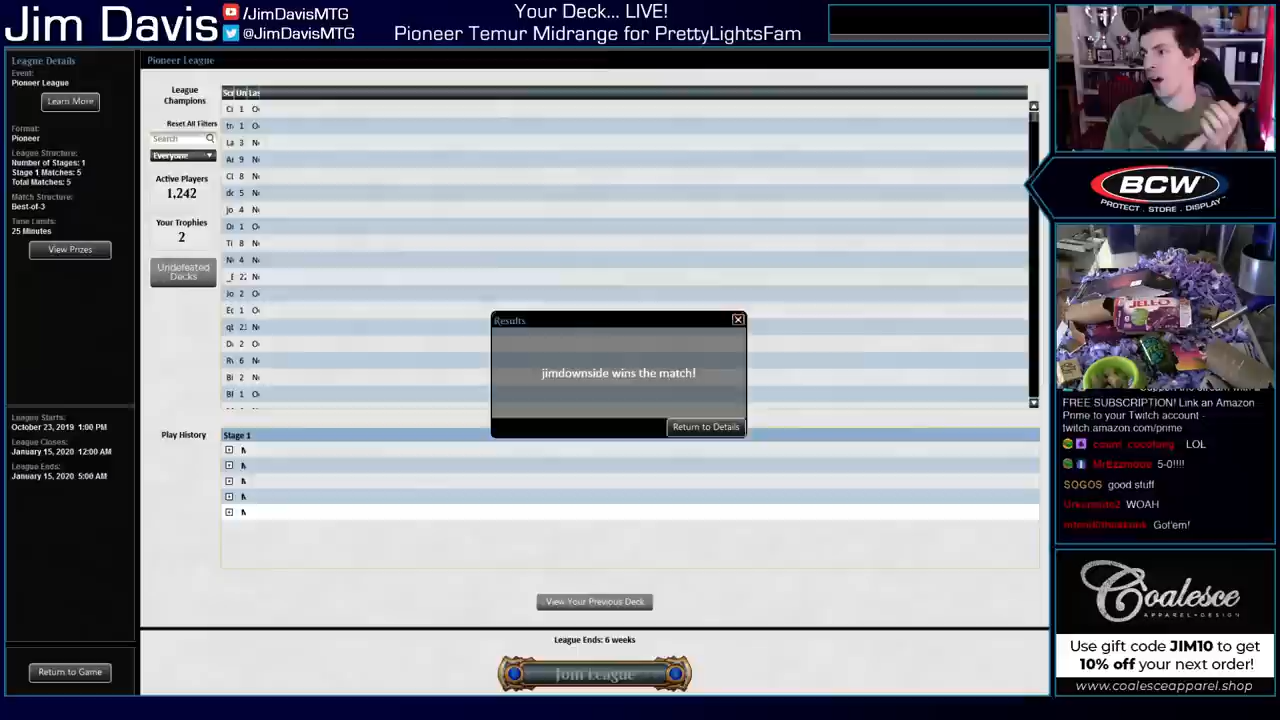 Jim Davis
/JimDavisMTG
@JimDavisMTG
Your Deck... LIVE!
Pioneer Temur Midrange for PrettyLightsFam
League Details
Event:
Pioneer League
Learn More
Format:
Pioneer
League Structure:
Number of Stages: 1
Stage 1 Matches: 5
Total Matches: 5
Match Structure:
Best-of-3
Time Limits:
25 Minutes
View Prizes
League Starts:
October 23, 2019 1:00 PM
League Closes:
January 15, 2020 12:00 AM
League Ends:
January 15, 2020 5:00 AM
Return to Game
Pioneer League
League Champions
Reset All Filters
Search
Everyone
Active Players
1,242
Your Trophies
2
Undefeated Decks
Results
jimdownside wins the match!
Return to Details
Play History
Stage 1
View Your Previous Deck
League Ends: 6 weeks
Join League
BCW
PROTECT . STORE . DISPLAY
JELL-O
FREE SUBSCRIPTION! Link an Amazon
Prime to your Twitch account -
twitch.amazon.com/prime
LOL
5-0!!!!
SOGOS good stuff
WOAH
Got'em!
Coalesce
APPAREL + DESIGN
Use gift code JIM10 to get
10% off your next order!
www.coalesceapparel.shop